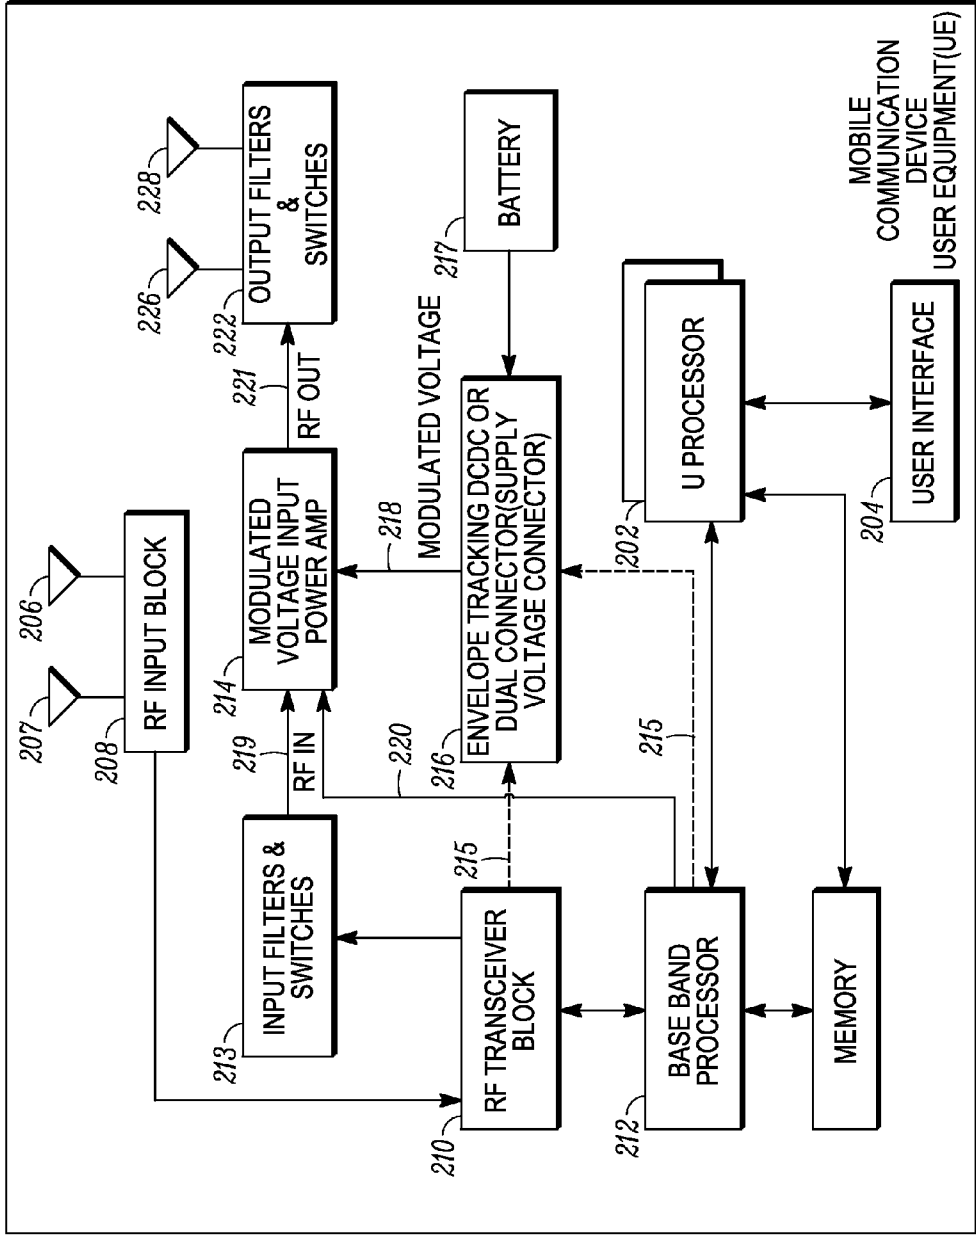 207
206
208
RF INPUT BLOCK
226
228
213
INPUT FILTERS &
SWITCHES
219
RF IN
214
MODULATED
VOLTAGE INPUT
POWER AMP
221
RF OUT
222
OUTPUT FILTERS
&
SWITCHES
220
218
MODULATED VOLTAGE
210
RF TRANSCEIVER
BLOCK
215
216
ENVELOPE TRACKING DCDC OR
DUAL CONNECTOR(SUPPLY
VOLTAGE CONNECTOR)
217
BATTERY
212
BASE BAND
PROCESSOR
215
202
U PROCESSOR
MEMORY
204
USER INTERFACE
MOBILE
COMMUNICATION
DEVICE
USER EQUIPMENT(UE)